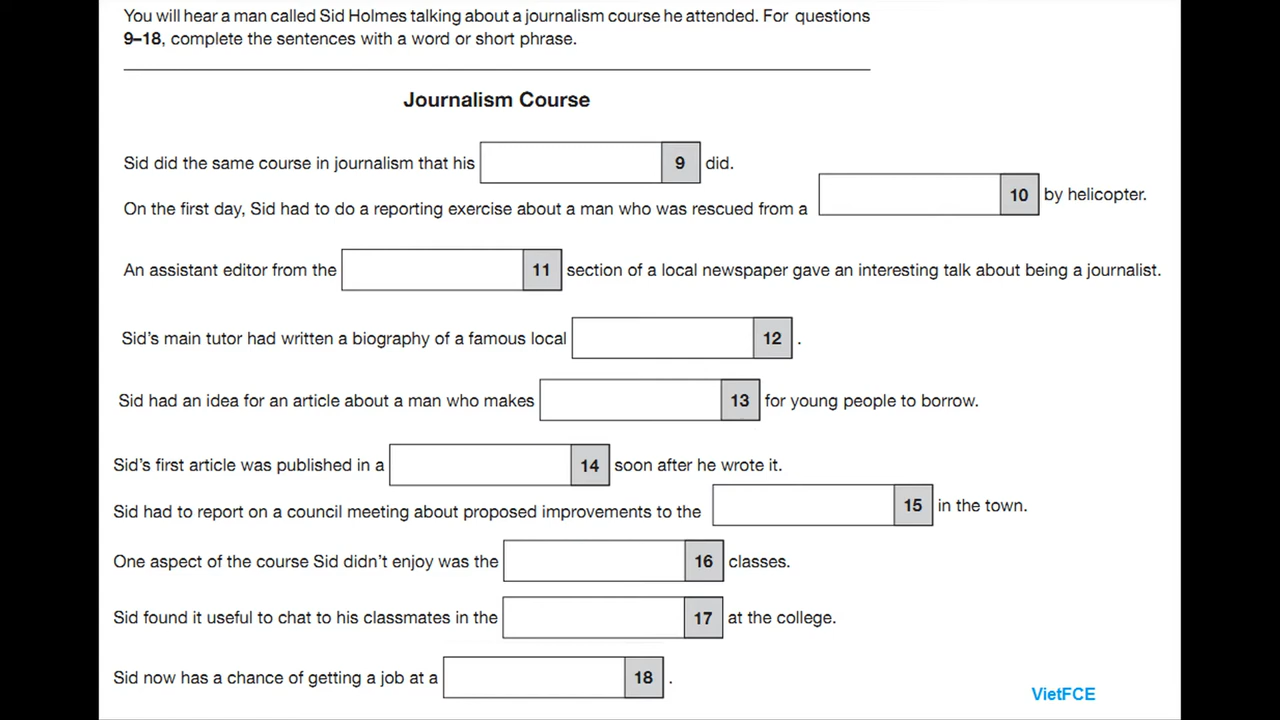 You will hear a man called Sid Holmes talking about a journalism course he attended. For questions
9–18, complete the sentences with a word or short phrase.
Journalism Course
Sid did the same course in journalism that his 9 did.
On the first day, Sid had to do a reporting exercise about a man who was rescued from a 10 by helicopter.
An assistant editor from the 11 section of a local newspaper gave an interesting talk about being a journalist.
Sid's main tutor had written a biography of a famous local 12 .
Sid had an idea for an article about a man who makes 13 for young people to borrow.
Sid's first article was published in a 14 soon after he wrote it.
Sid had to report on a council meeting about proposed improvements to the 15 in the town.
One aspect of the course Sid didn't enjoy was the 16 classes.
Sid found it useful to chat to his classmates in the 17 at the college.
Sid now has a chance of getting a job at a 18 .
VietFCE